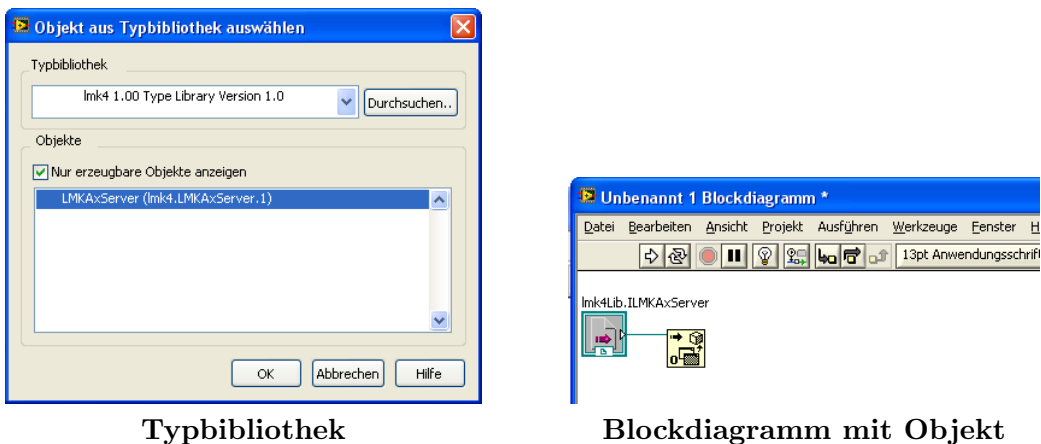 Objekt aus Typbibliothek auswählen
Typbibliothek
lmk4 1.00 Type Library Version 1.0
Durchsuchen..
Objekte
Nur erzeugbare Objekte anzeigen
LMKAxServer (lmk4.LMKAxServer.1)
OK Abbrechen Hilfe
Typbibliothek
Unbenannt 1 Blockdiagramm *
Datei Bearbeiten Ansicht Projekt Ausführen Werkzeuge Fenster H
13pt Anwendungsschrift
lmk4Lib.ILMKAxServer
Blockdiagramm mit Objekt